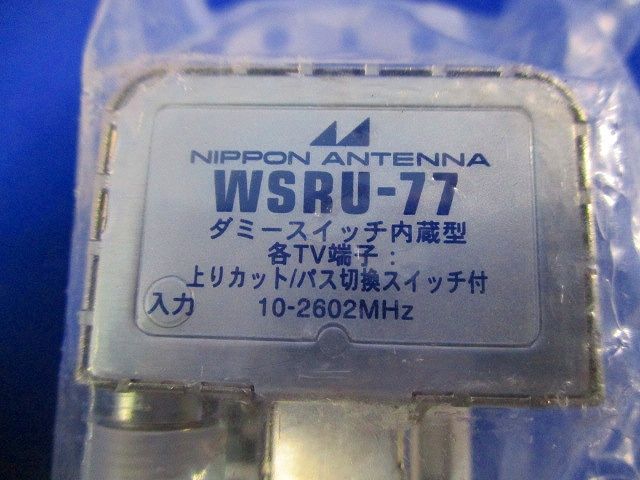 NIPPON ANTENNA
WSRU-77
ダミースイッチ内蔵型
各TV端子:
上りカット/パス切換スイッチ付
入力 10-2602MHz